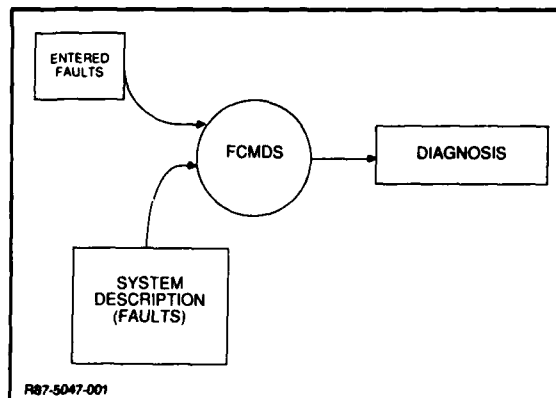 ENTERED
FAULTS
FCMDS
DIAGNOSIS
SYSTEM
DESCRIPTION
(FAULTS)
R87-5047-001